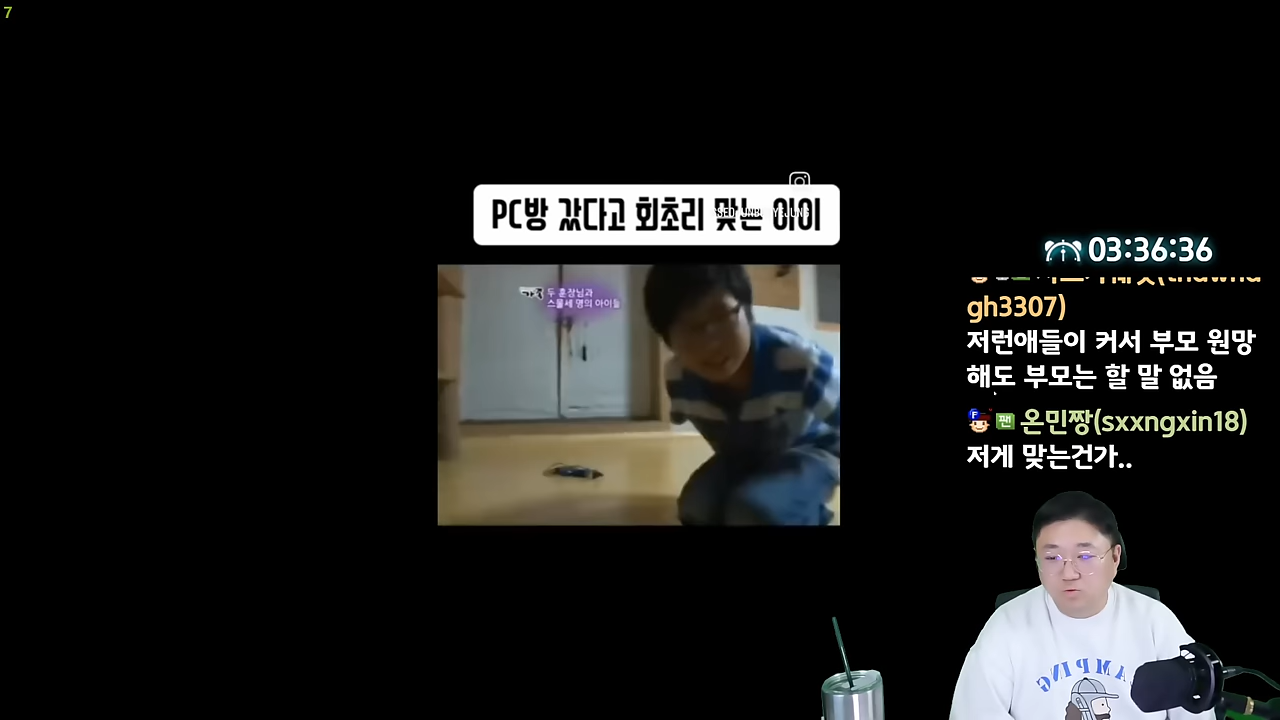 7
PC방 갔다고 회초리 맞는 아이
두 훈장님과
스물세 명의 아이들
03:36:36
gh3307)
저런애들이 커서 부모 원망
해도 부모는 할 말 없음
팬 온민짱(sxxngxin18)
저게 맞는건가..
CAMPING